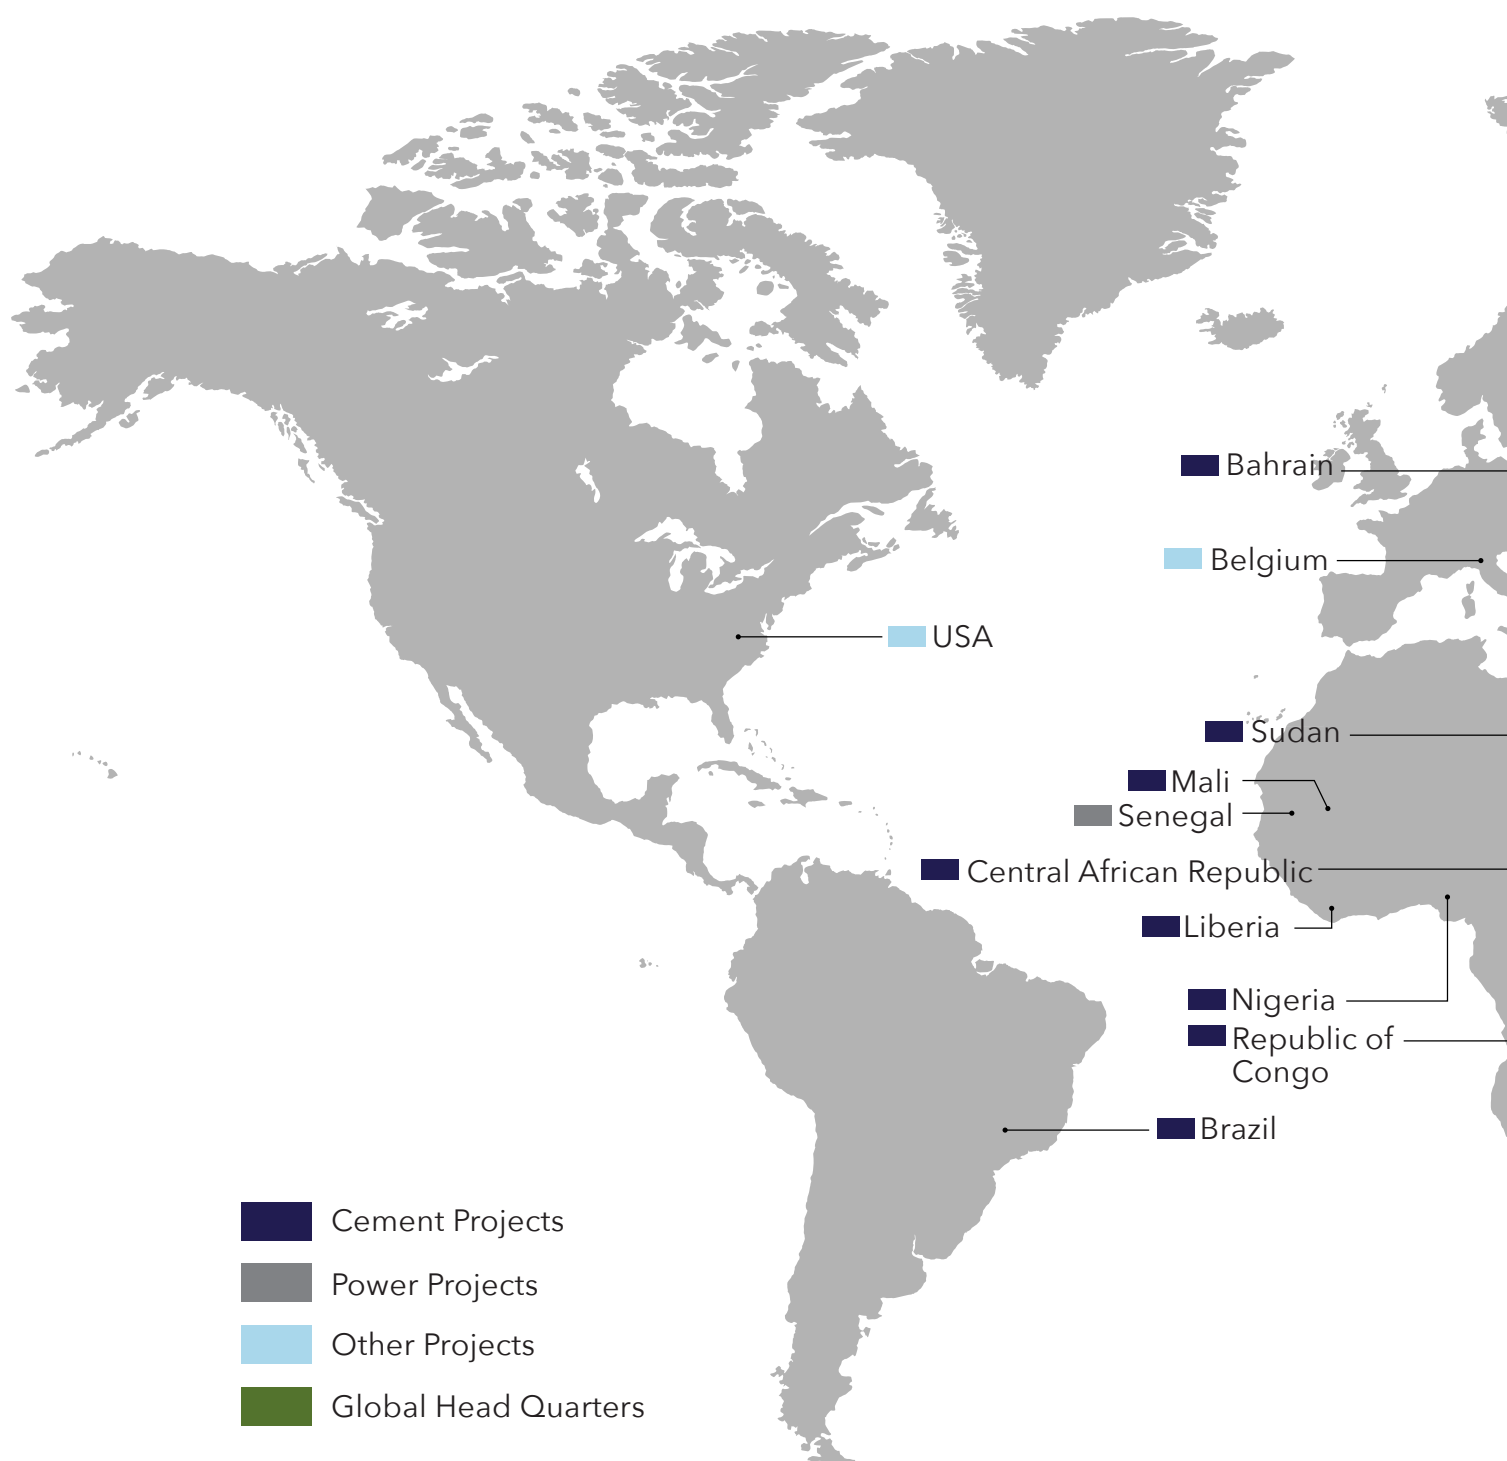 Bahrain
Belgium
USA
Sudan
Mali
Senegal
Central African Republic
Liberia
Nigeria
Republic of
Congo
Brazil
Cement Projects
Power Projects
Other Projects
Global Head Quarters